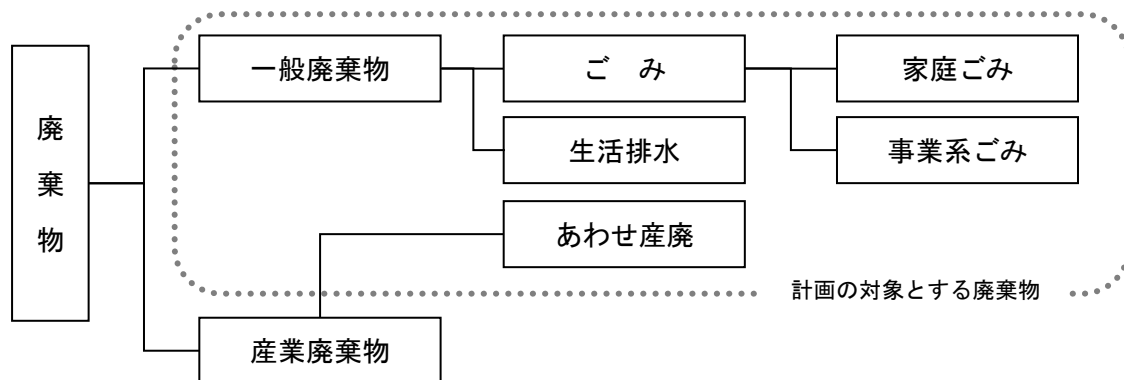 廃棄物
一般廃棄物
ご み
家庭ごみ
生活排水
事業系ごみ
あわせ産廃
計画の対象とする廃棄物
産業廃棄物